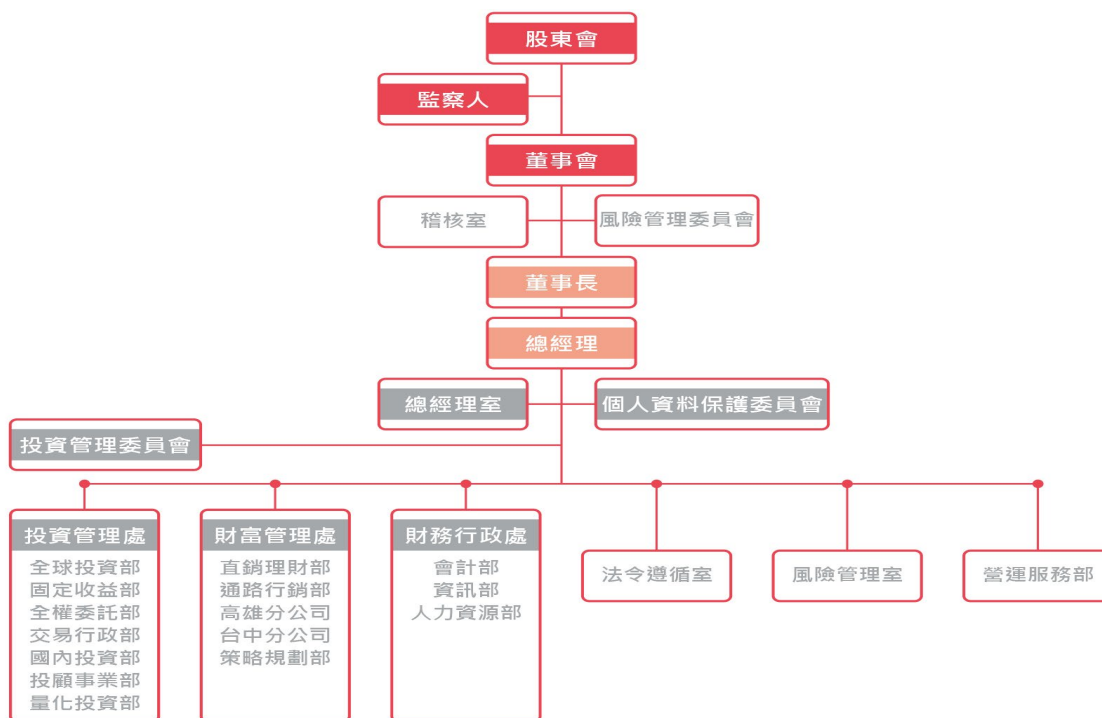 股東會
監察人
董事會
稽核室
風險管理委員會
董事長
總經理
總經理室
個人資料保護委員會
投資管理委員會
投資管理處
全球投資部
固定收益部
全權委託部
交易行政部
國內投資部
投顧事業部
量化投資部
財富管理處
直銷理財部
通路行銷部
高雄分公司
台中分公司
策略規劃部
財務行政處
會計部
資訊部
人力資源部
法令遵循室
風險管理室
營運服務部